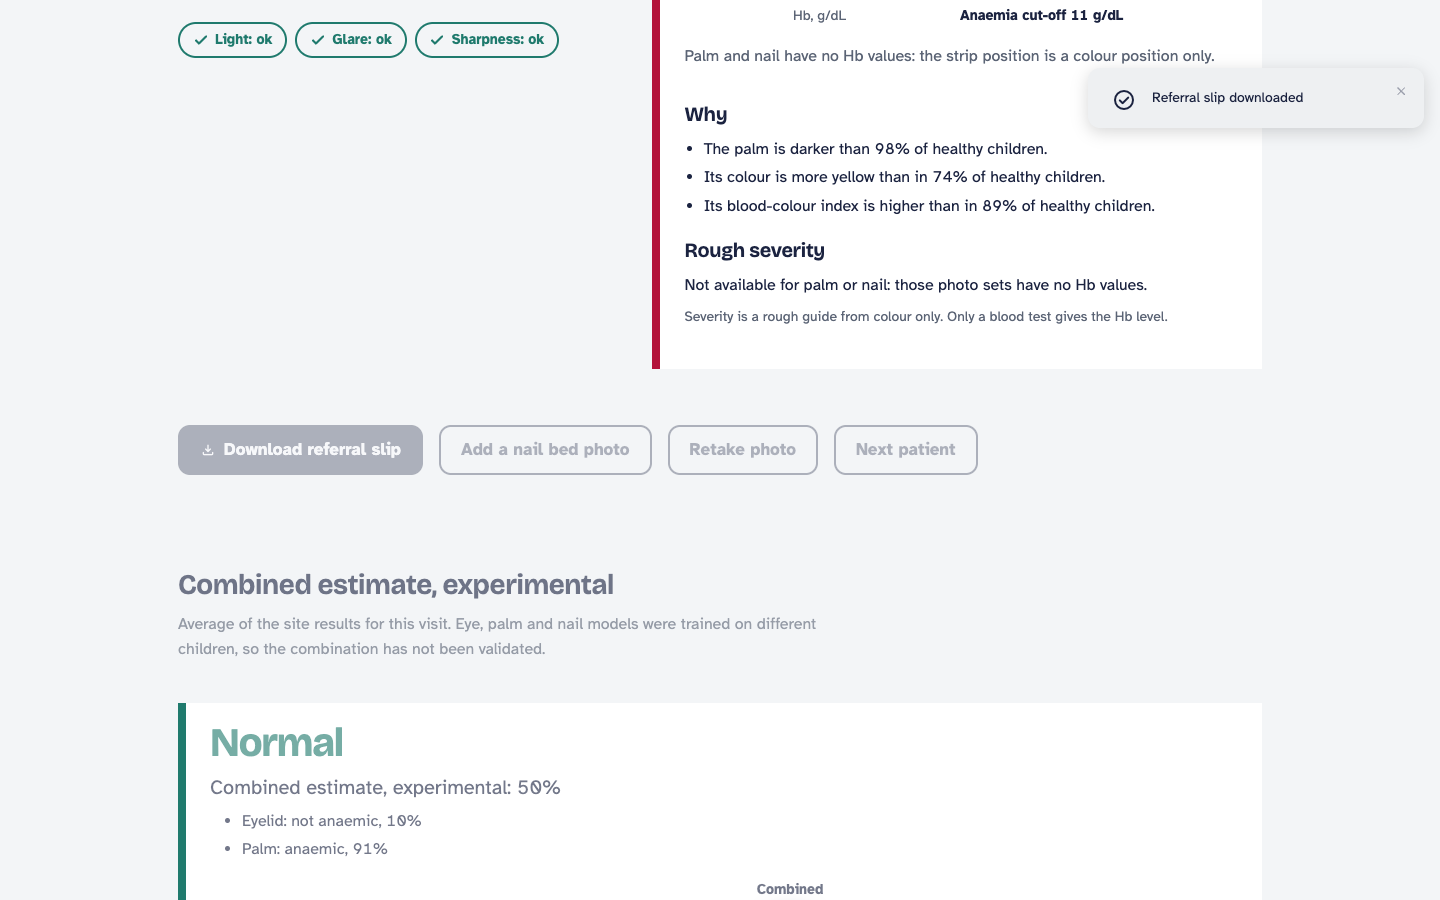 Light: ok
Glare: ok
Sharpness: ok
Hb, g/dL
Anaemia cut-off 11 g/dL
Palm and nail have no Hb values: the strip position is a colour position only.
Referral slip downloaded
Why
• The palm is darker than 98% of healthy children.
• Its colour is more yellow than in 74% of healthy children.
• Its blood-colour index is higher than in 89% of healthy children.
Rough severity
Not available for palm or nail: those photo sets have no Hb values.
Severity is a rough guide from colour only. Only a blood test gives the Hb level.
Download referral slip
Add a nail bed photo
Retake photo
Next patient
Combined estimate, experimental
Average of the site results for this visit. Eye, palm and nail models were trained on different
children, so the combination has not been validated.
Normal
Combined estimate, experimental: 50%
• Eyelid: not anaemic, 10%
• Palm: anaemic, 91%
Combined